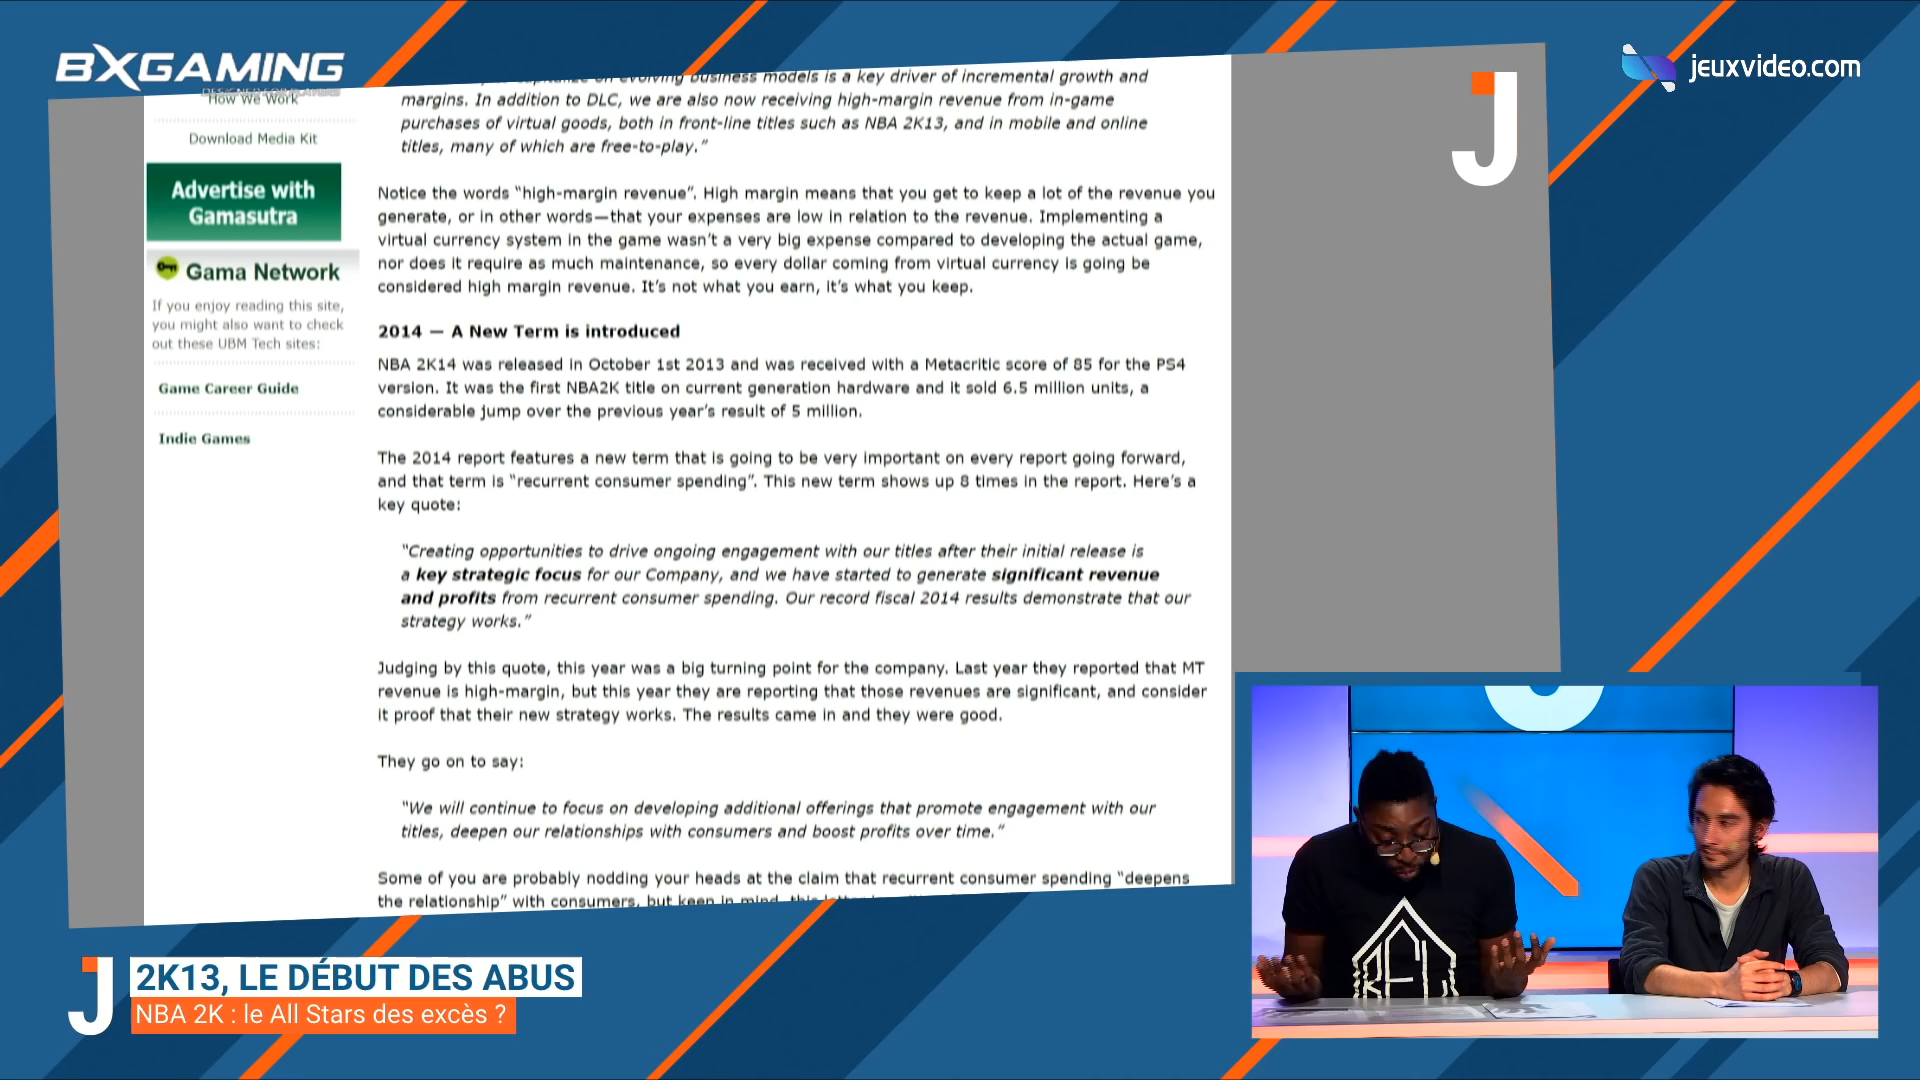 BXGAMING
jeuxvideo.com
J
How We Work
Download Media Kit
Advertise with
Gamasutra
Gama Network
If you enjoy reading this site,
you might also want to check
out these UBM Tech sites:
Game Career Guide
Indie Games
on evolving business models is a key driver of incremental growth and
margins. In addition to DLC, we are also now receiving high-margin revenue from in-game
purchases of virtual goods, both in front-line titles such as NBA 2K13, and in mobile and online
titles, many of which are free-to-play.”
Notice the words “high-margin revenue”. High margin means that you get to keep a lot of the revenue you
generate, or in other words—that your expenses are low in relation to the revenue. Implementing a
virtual currency system in the game wasn’t a very big expense compared to developing the actual game,
nor does it require as much maintenance, so every dollar coming from virtual currency is going be
considered high margin revenue. It’s not what you earn, it’s what you keep.
2014 — A New Term is introduced
NBA 2K14 was released in October 1st 2013 and was received with a Metacritic score of 85 for the PS4
version. It was the first NBA2K title on current generation hardware and it sold 6.5 million units, a
considerable jump over the previous year’s result of 5 million.
The 2014 report features a new term that is going to be very important on every report going forward,
and that term is “recurrent consumer spending”. This new term shows up 8 times in the report. Here’s a
key quote:
“Creating opportunities to drive ongoing engagement with our titles after their initial release is
a key strategic focus for our Company, and we have started to generate significant revenue
and profits from recurrent consumer spending. Our record fiscal 2014 results demonstrate that our
strategy works.”
Judging by this quote, this year was a big turning point for the company. Last year they reported that MT
revenue is high-margin, but this year they are reporting that those revenues are significant, and consider
it proof that their new strategy works. The results came in and they were good.
They go on to say:
“We will continue to focus on developing additional offerings that promote engagement with our
titles, deepen our relationships with consumers and boost profits over time.”
Some of you are probably nodding your heads at the claim that recurrent consumer spending “deepens
the relationship” with consumers, but keep in mind, this
J
2K13, LE DÉBUT DES ABUS
NBA 2K : le All Stars des excès ?